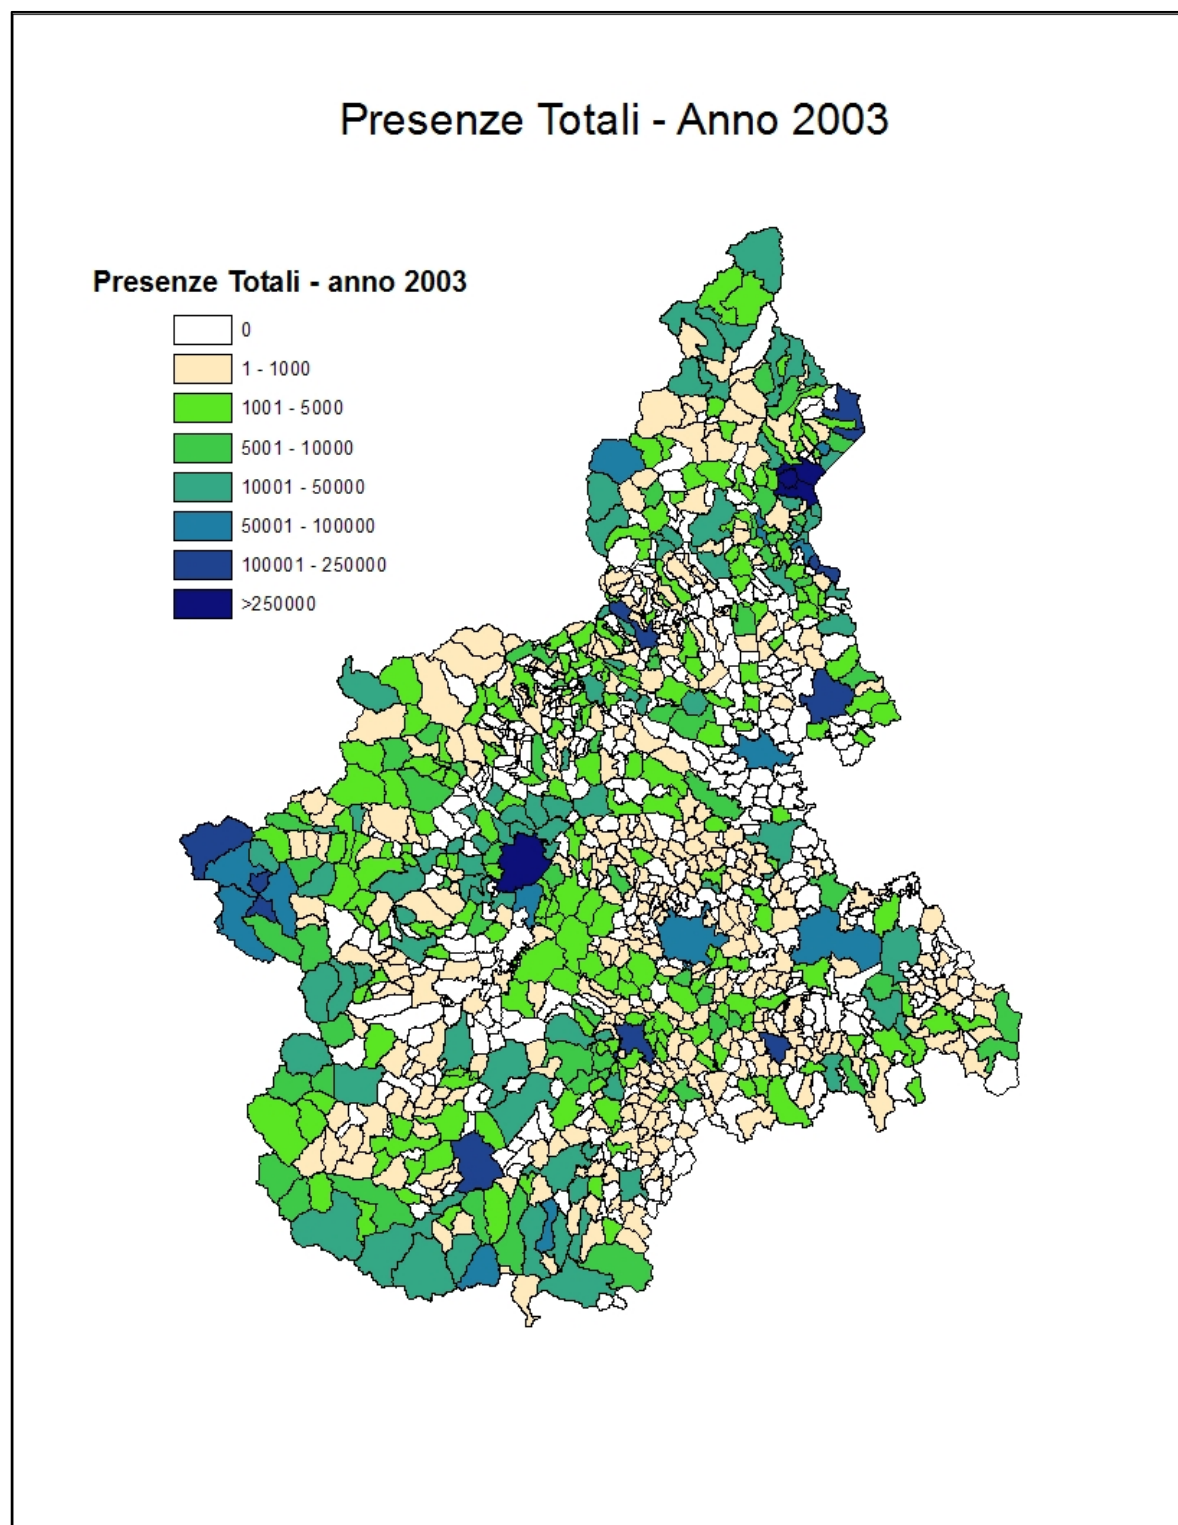 Presenze Totali - Anno 2003
Presenze Totali - anno 2003
0
1 - 1000
1001 - 5000
5001 - 10000
10001 - 50000
50001 - 100000
100001 - 250000
>250000